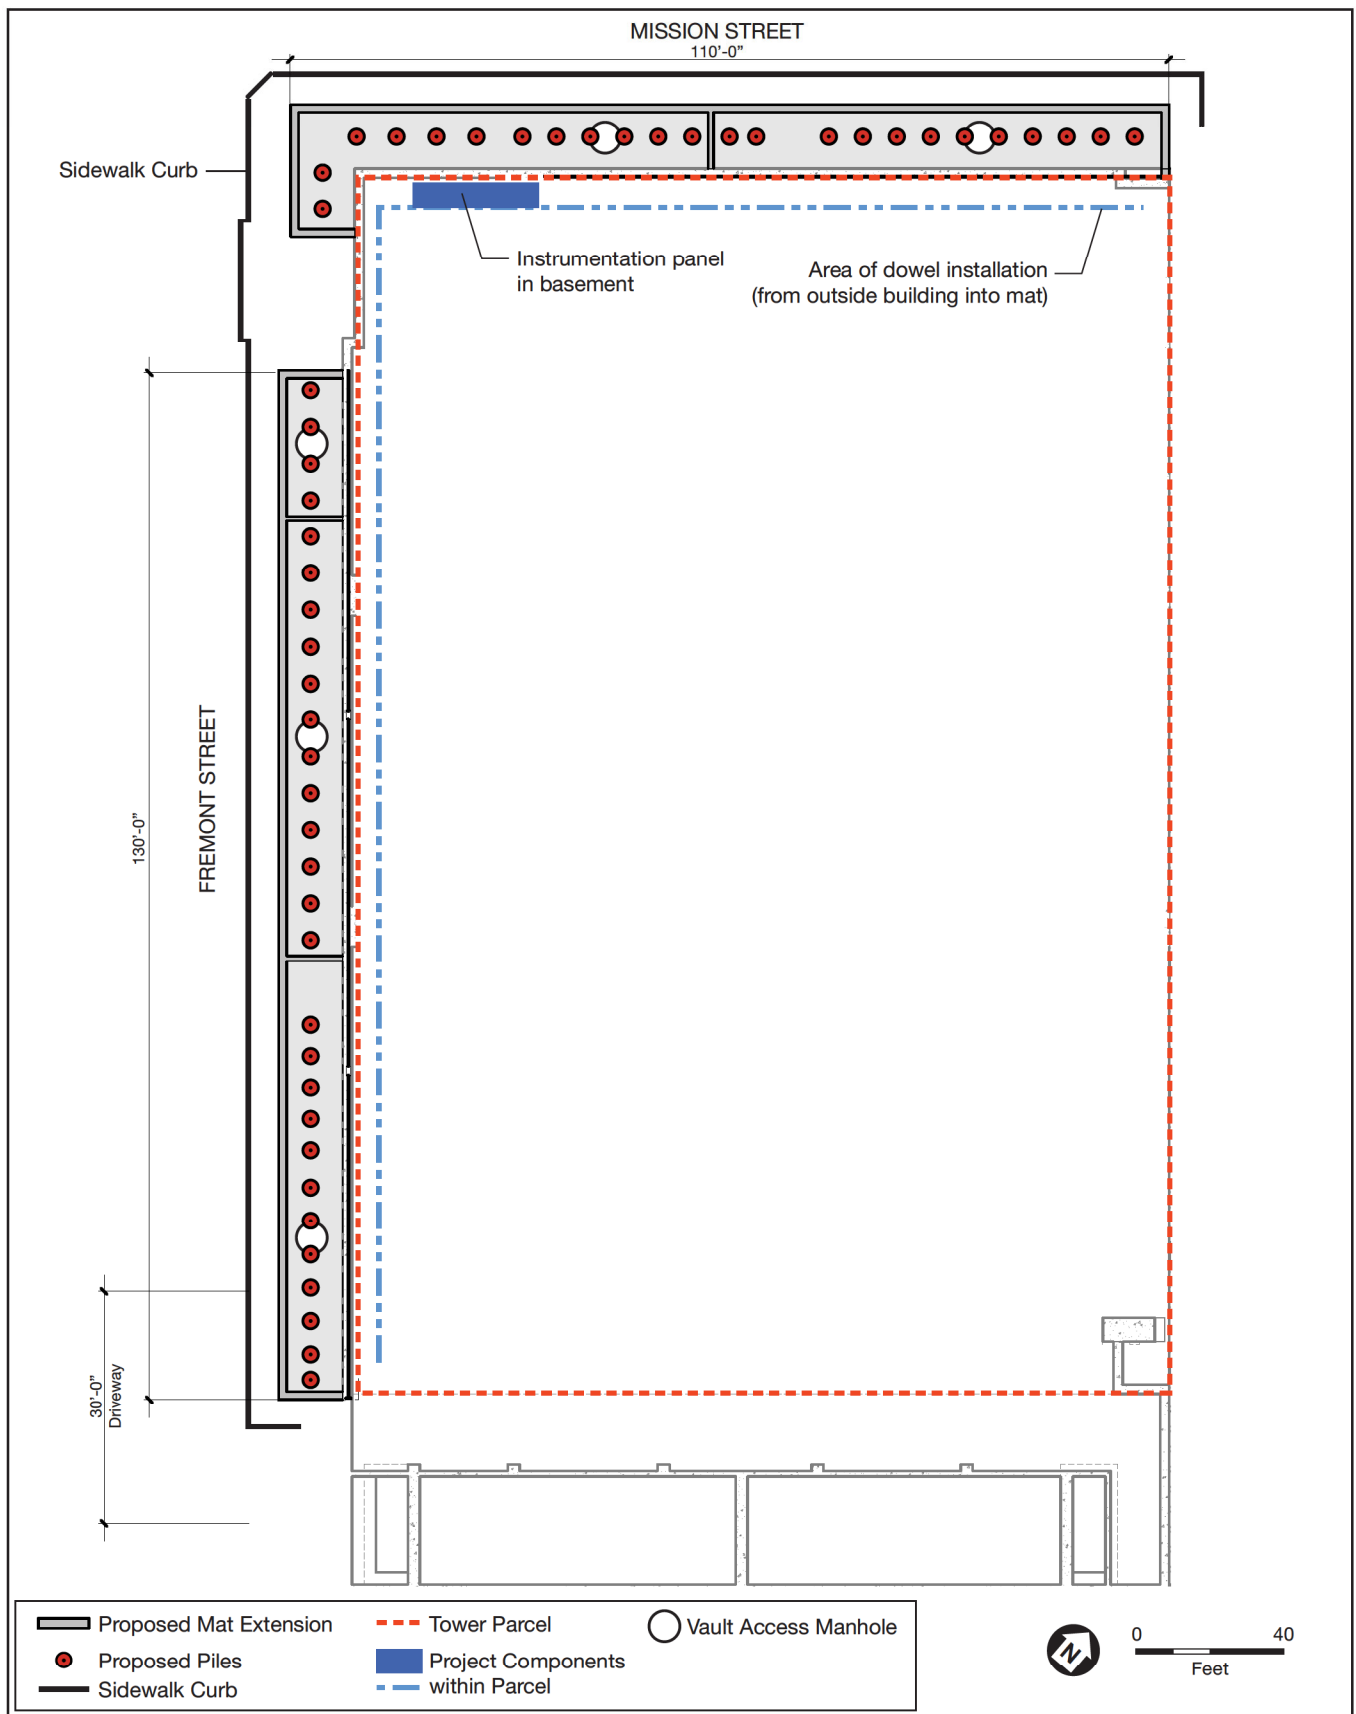 MISSION STREET
110’-0”
Sidewalk Curb
Instrumentation panel
in basement
Area of dowel installation
(from outside building into mat)
FREMONT STREET
130’-0”
30’-0”
Driveway
Proposed Mat Extension
Proposed Piles
Sidewalk Curb
Tower Parcel
Project Components
within Parcel
Vault Access Manhole
N
0 40
Feet